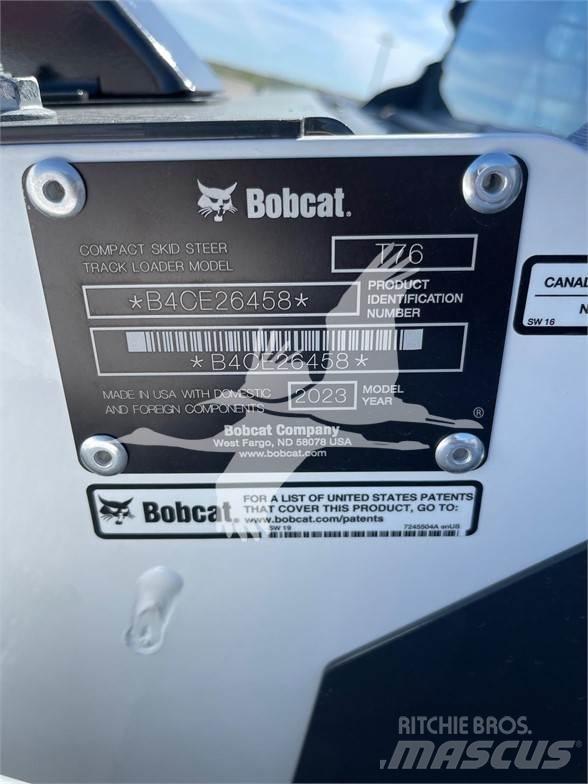 Bobcat.
COMPACT SKID STEER
TRACK LOADER MODEL
T76
*B4CE26458*
PRODUCT
IDENTIFICATION
NUMBER
*B4CE26458*
MADE IN USA WITH DOMESTIC
AND FOREIGN COMPONENTS
2023
MODEL
YEAR
®
Bobcat Company
West Fargo, ND 58078 USA
www.bobcat.com
CANAD
N
SW 16
Bobcat.
FOR A LIST OF UNITED STATES PATENTS
THAT COVER THIS PRODUCT, GO TO:
www.bobcat.com/patents
SW 19
7245504A enUS
RITCHIE BROS.
MASCUS